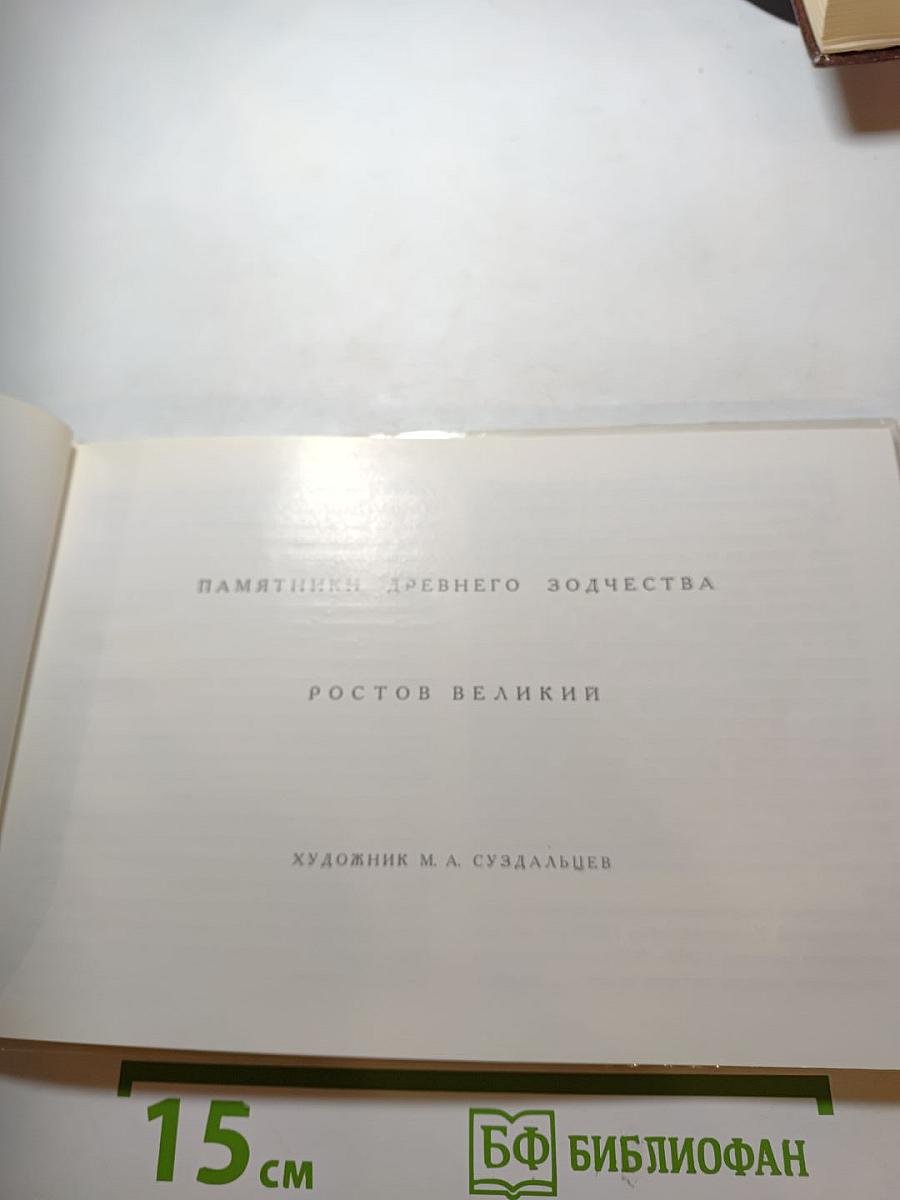 ПАМЯТНИКИ ДРЕВНЕГО ЗОДЧЕСТВА
РОСТОВ ВЕЛИКИЙ
ХУДОЖНИК М. А. СУЗДАЛЬЦЕВ
15 см
БФ БИБЛИОФАН